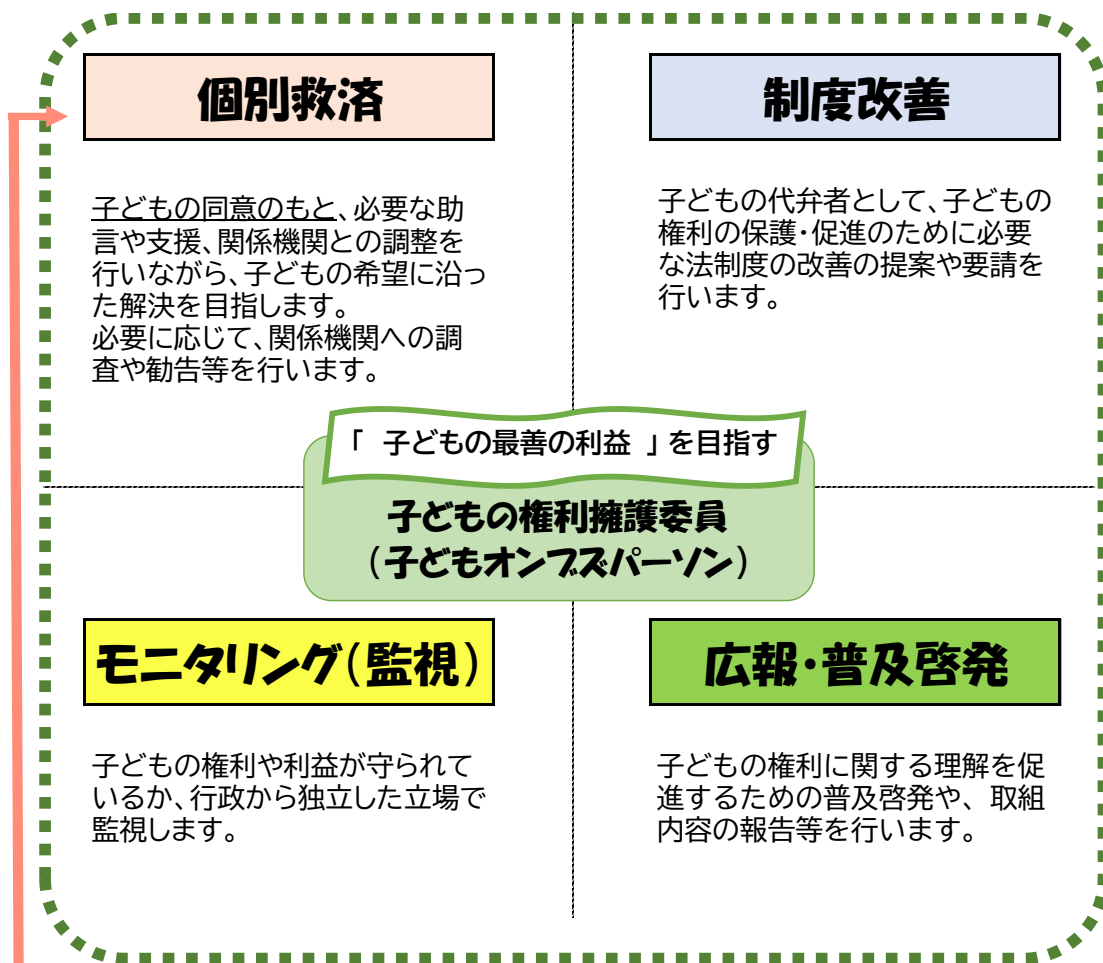 個別救済
子どもの同意のもと、必要な助
言や支援、関係機関との調整を
行いながら、子どもの希望に沿っ
た解決を目指します。
必要に応じて、関係機関への調
査や勧告等を行います。
制度改善
子どもの代弁者として、子どもの
権利の保護・促進のために必要
な法制度の改善の提案や要請を
行います。
「 子どもの最善の利益 」を目指す
子どもの権利擁護委員
(子どもオンブズパーソン)
モニタリング(監視)
子どもの権利や利益が守られて
いるか、行政から独立した立場で
監視します。
広報・普及啓発
子どもの権利に関する理解を促
進するための普及啓発や、取組
内容の報告等を行います。